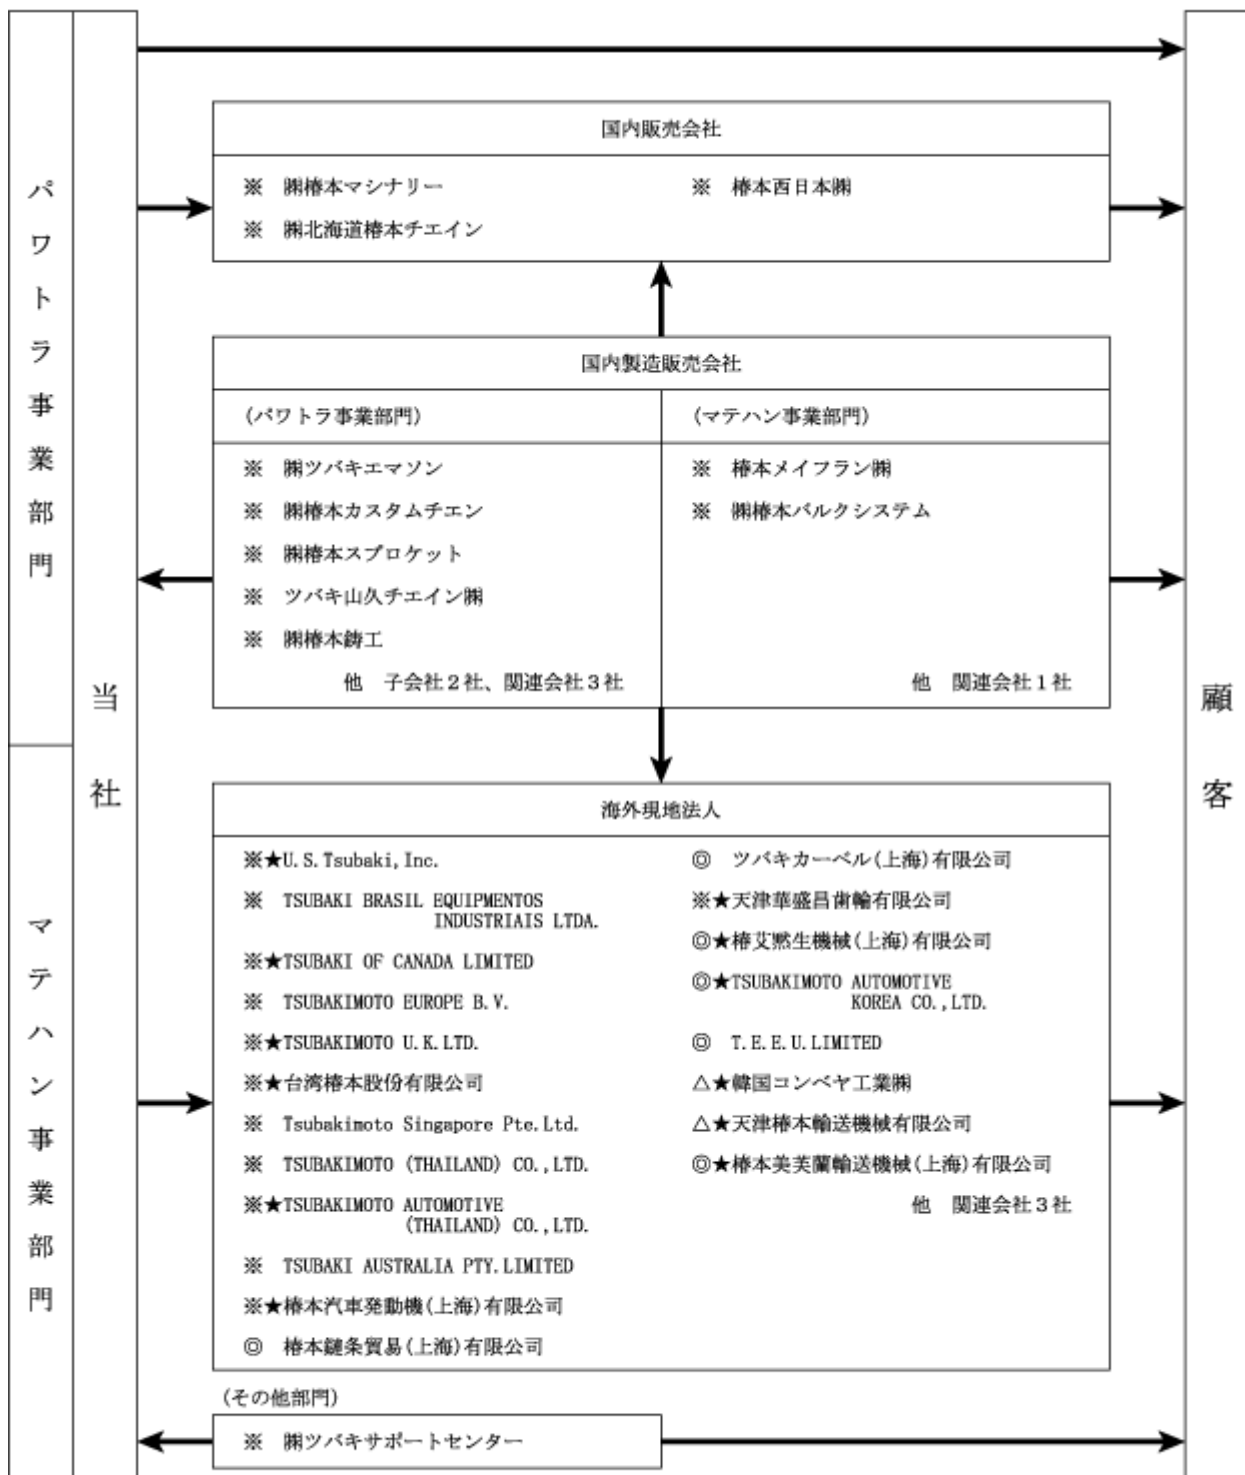 パワトラ事業部門
マテハン事業部門
当社
国内販売会社
※ ㈱椿本マシナリー
※ 椿本西日本㈱
※ ㈱北海道椿本チエイン
国内製造販売会社
(パワトラ事業部門)
(マテハン事業部門)
※ ㈱ツバキエマソン
※ ㈱椿本カスタムチエン
※ ㈱椿本スプロケット
※ ツバキ山久チエイン㈱
※ ㈱椿本鋳工
他 子会社2社、関連会社3社
※ 椿本メイフラン㈱
※ ㈱椿本バルクシステム
他 関連会社1社
海外現地法人
※★U.S.Tsubaki,Inc.
※ TSUBAKI BRASIL EQUIPMENTOS
INDUSTRIAIS LTDA.
※★TSUBAKI OF CANADA LIMITED
※ TSUBAKIMOTO EUROPE B.V.
※★TSUBAKIMOTO U.K.LTD.
※★台湾椿本股份有限公司
※ Tsubakimoto Singapore Pte.Ltd.
※ TSUBAKIMOTO (THAILAND) CO.,LTD.
※★TSUBAKIMOTO AUTOMOTIVE
(THAILAND) CO.,LTD.
※ TSUBAKI AUSTRALIA PTY.LIMITED
※★椿本汽車発動機(上海)有限公司
◎ 椿本鏈条貿易(上海)有限公司
◎ ツバキカーベル(上海)有限公司
※★天津華盛昌歯輪有限公司
◎★椿艾黙生機械(上海)有限公司
◎★TSUBAKIMOTO AUTOMOTIVE
KOREA CO.,LTD.
◎ T.E.E.U.LIMITED
△★韓国コンベヤ工業㈱
△★天津椿本輸送機械有限公司
◎★椿本美芙蘭輸送機械(上海)有限公司
他 関連会社3社
(その他部門)
※ ㈱ツバキサポートセンター
顧客